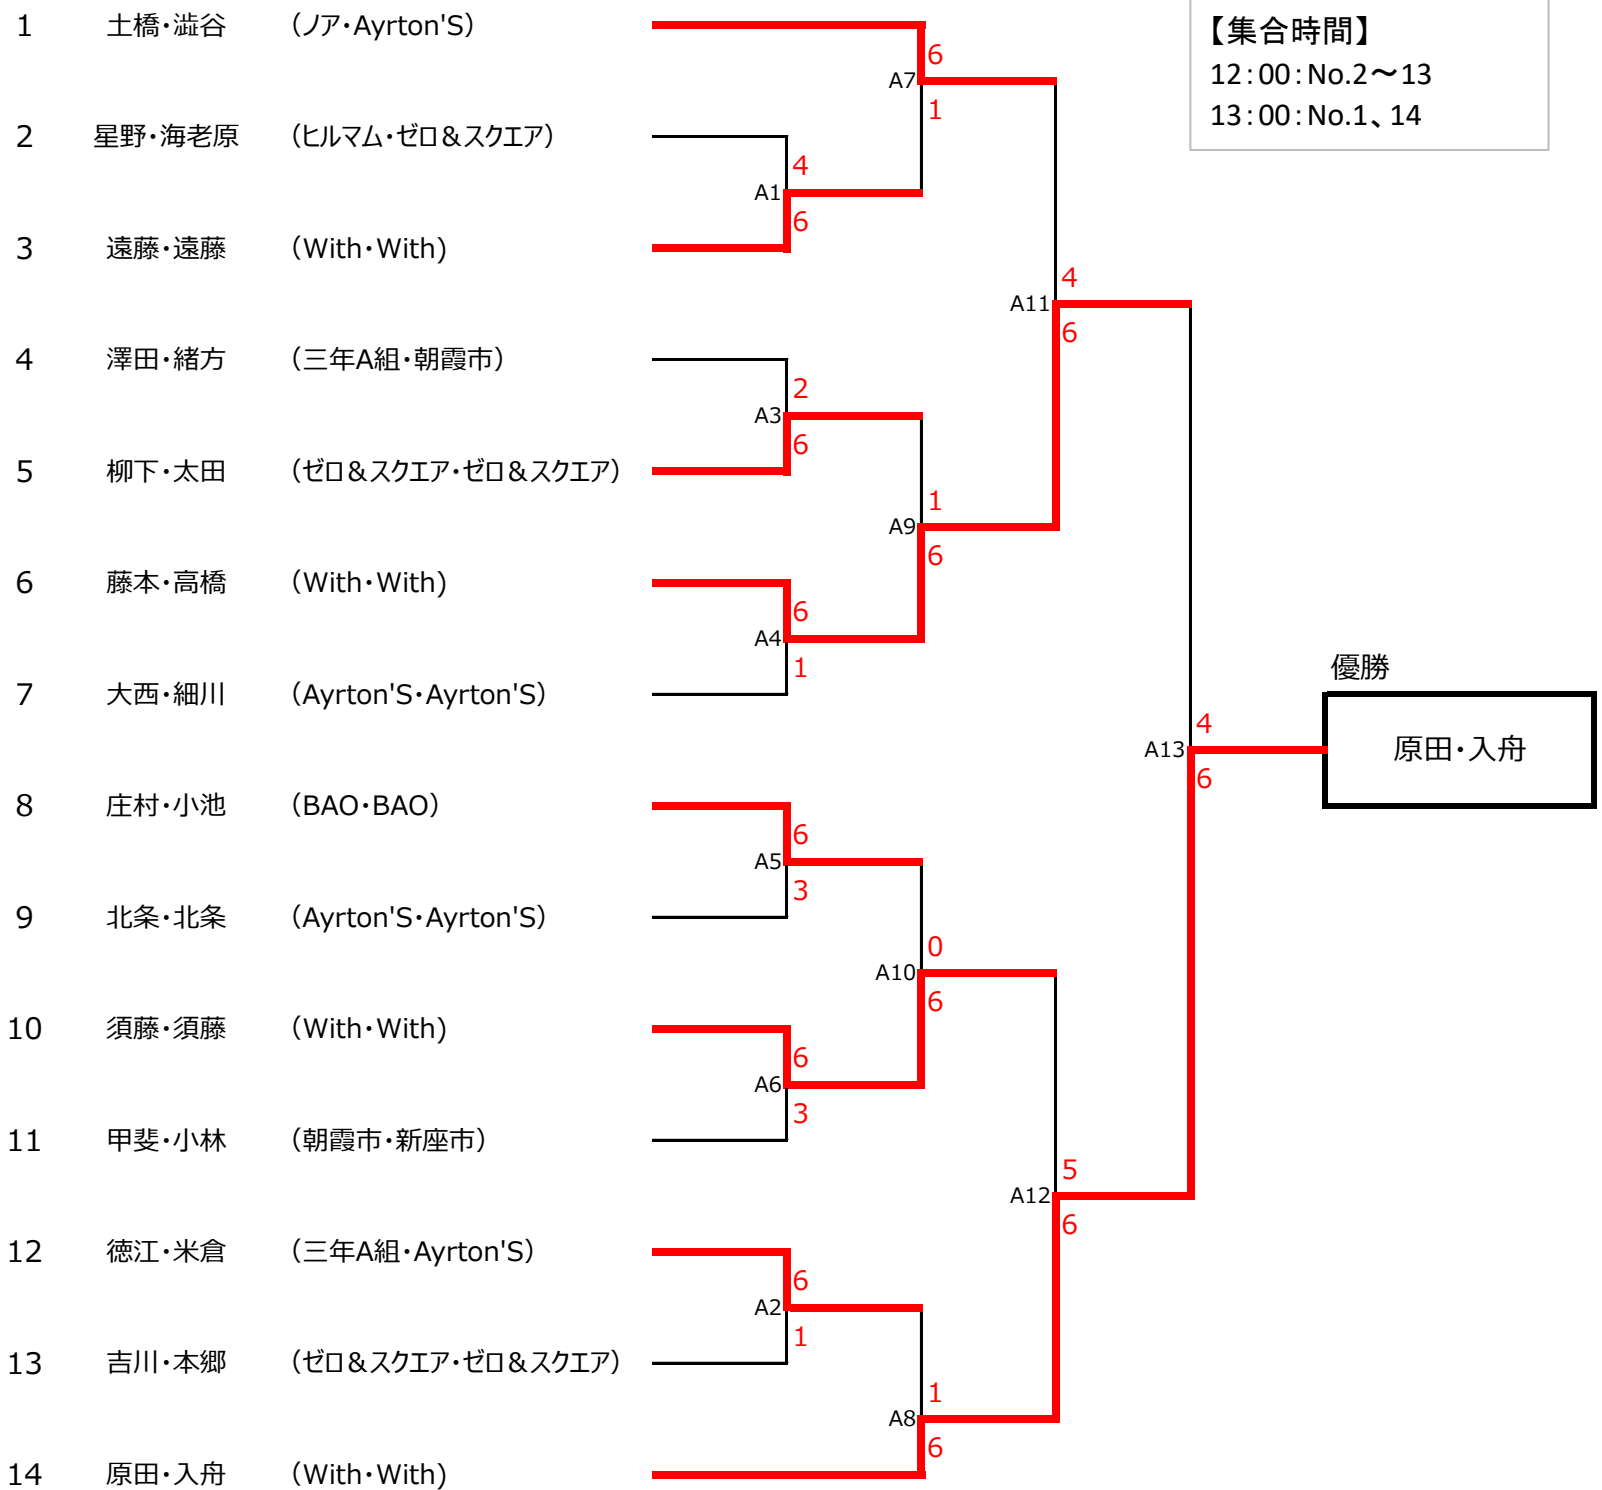 1 土橋・澁谷 （ノア・Ayrton'S）
【集合時間】
12：00：No.2～13
13：00：No.1、14
6
A7
1
2 星野・海老原 （ヒルマム・ゼロ＆スクエア）
4
A1
6
3 遠藤・遠藤 （With・With）
4
A11
6
4 澤田・緒方 （三年A組・朝霞市）
2
A3
6
5 柳下・太田 （ゼロ＆スクエア・ゼロ＆スクエア）
1
A9
6
6 藤本・高橋 （With・With）
6
A4
1
7 大西・細川 （Ayrton'S・Ayrton'S）
優勝
4
A13
6
原田・入舟
8 庄村・小池 （BAO・BAO）
6
A5
3
9 北条・北条 （Ayrton'S・Ayrton'S）
0
A10
6
10 須藤・須藤 （With・With）
6
A6
3
11 甲斐・小林 （朝霞市・新座市）
5
A12
6
12 徳江・米倉 （三年A組・Ayrton'S）
6
A2
1
13 吉川・本郷 （ゼロ＆スクエア・ゼロ＆スクエア）
1
A8
6
14 原田・入舟 （With・With）